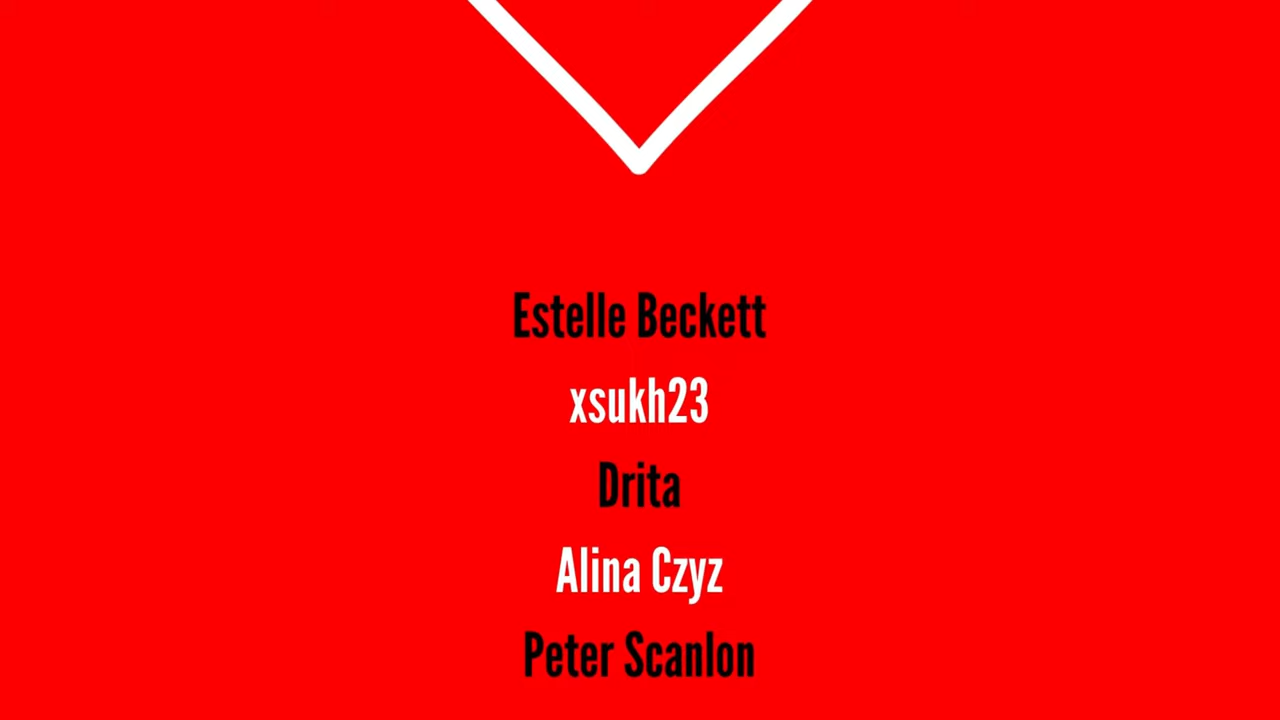 Estelle Beckett
xsukh23
Drita
Alina Czyz
Peter Scanlon